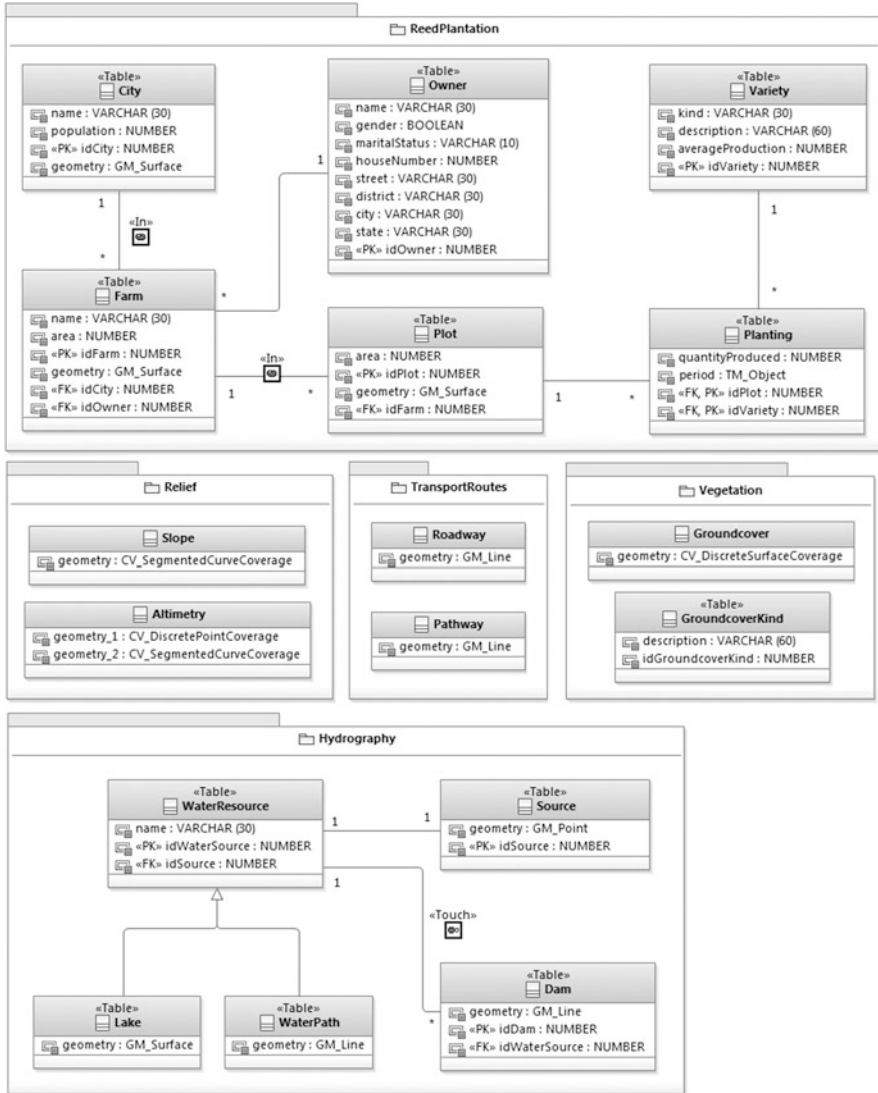 ReedPlantation
«Table»
City
name : VARCHAR (30)
population : NUMBER
«PK» idCity : NUMBER
geometry : GM_Surface
«Table»
Owner
name : VARCHAR (30)
gender : BOOLEAN
maritalStatus : VARCHAR (10)
houseNumber : NUMBER
street : VARCHAR (30)
district : VARCHAR (30)
city : VARCHAR (30)
state : VARCHAR (30)
«PK» idOwner : NUMBER
«Table»
Variety
kind : VARCHAR (30)
description : VARCHAR (60)
averageProduction : NUMBER
«PK» idVariety : NUMBER
1
«In»
*
1
*
1
*
«Table»
Farm
name : VARCHAR (30)
area : NUMBER
«PK» idFarm : NUMBER
geometry : GM_Surface
«FK» idCity : NUMBER
«FK» idOwner : NUMBER
«In»
1
*
«Table»
Plot
area : NUMBER
«PK» idPlot : NUMBER
geometry : GM_Surface
«FK» idFarm : NUMBER
1
*
«Table»
Planting
quantityProduced : NUMBER
period : TM_Object
«FK, PK» idPlot : NUMBER
«FK, PK» idVariety : NUMBER
Relief
Slope
geometry : CV_SegmentedCurveCoverage
Altimetry
geometry_1 : CV_DiscretePointCoverage
geometry_2 : CV_SegmentedCurveCoverage
TransportRoutes
Roadway
geometry : GM_Line
Pathway
geometry : GM_Line
Vegetation
Groundcover
geometry : CV_DiscreteSurfaceCoverage
«Table»
GroundcoverKind
description : VARCHAR (60)
idGroundcoverKind : NUMBER
Hydrography
«Table»
WaterResource
name : VARCHAR (30)
«PK» idWaterSource : NUMBER
«FK» idSource : NUMBER
1
1
«Table»
Source
geometry : GM_Point
«PK» idSource : NUMBER
1
«Touch»
*
«Table»
Lake
geometry : GM_Surface
«Table»
WaterPath
geometry : GM_Line
«Table»
Dam
geometry : GM_Line
«PK» idDam : NUMBER
«FK» idWaterSource : NUMBER